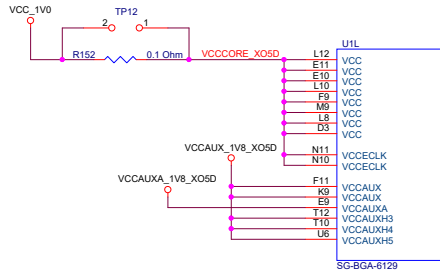 VCC_1V0
TP12
2 1
R152 0.1 Ohm
VCCCORE_XO5D
U1L
L12 VCC
E11 VCC
E10 VCC
L10 VCC
F9 VCC
M9 VCC
L8 VCC
D3 VCC
N11 VCCECLK
N10 VCCECLK
VCCAUX_1V8_XO5D
VCCAUXA_1V8_XO5D
F11 VCCAUX
K9 VCCAUX
E9 VCCAUXA
T12 VCCAUXH3
T10 VCCAUXH4
U6 VCCAUXH5
SG-BGA-6129